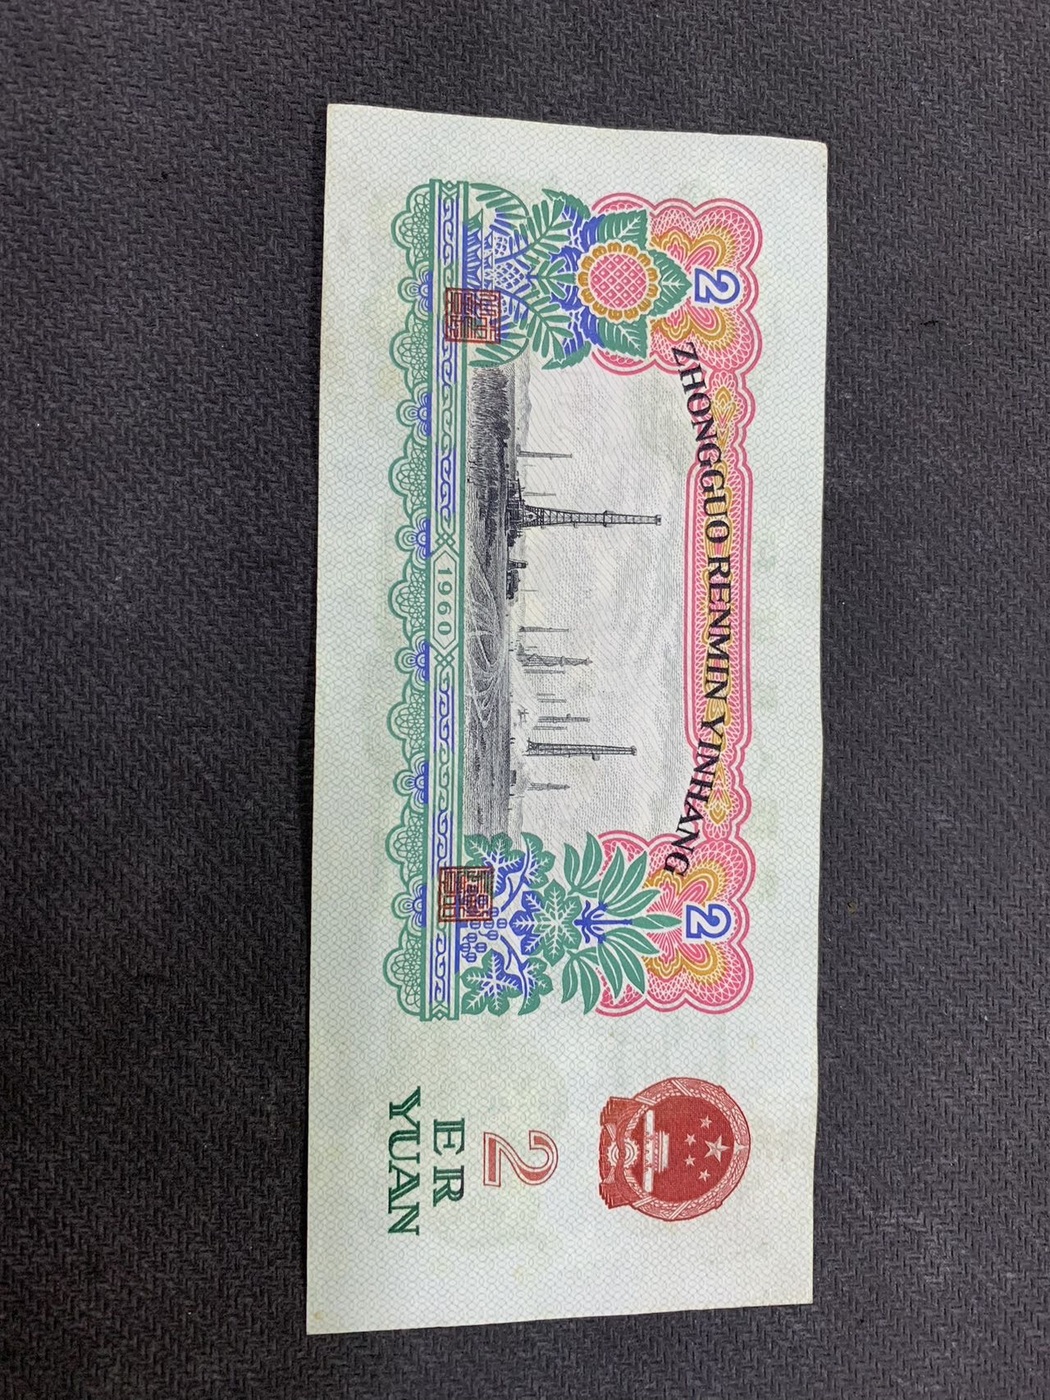 2
2
ZHONGGUO RENMIN YINHANG
1960
2
ER
YUAN